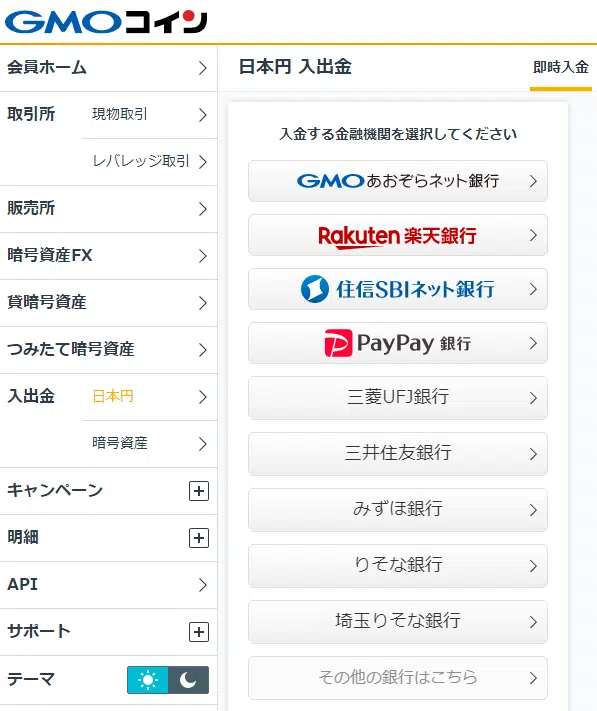 GMOコイン
会員ホーム
取引所
現物取引
レバレッジ取引
販売所
暗号資産FX
貸暗号資産
つみたて暗号資産
入出金
日本円
暗号資産
キャンペーン
明細
API
サポート
テーマ
日本円 入出金
即時入金
入金する金融機関を選択してください
GMOあおぞらネット銀行
Rakuten 楽天銀行
住信SBIネット銀行
PayPay 銀行
三菱UFJ銀行
三井住友銀行
みずほ銀行
りそな銀行
埼玉りそな銀行
その他の銀行はこちら